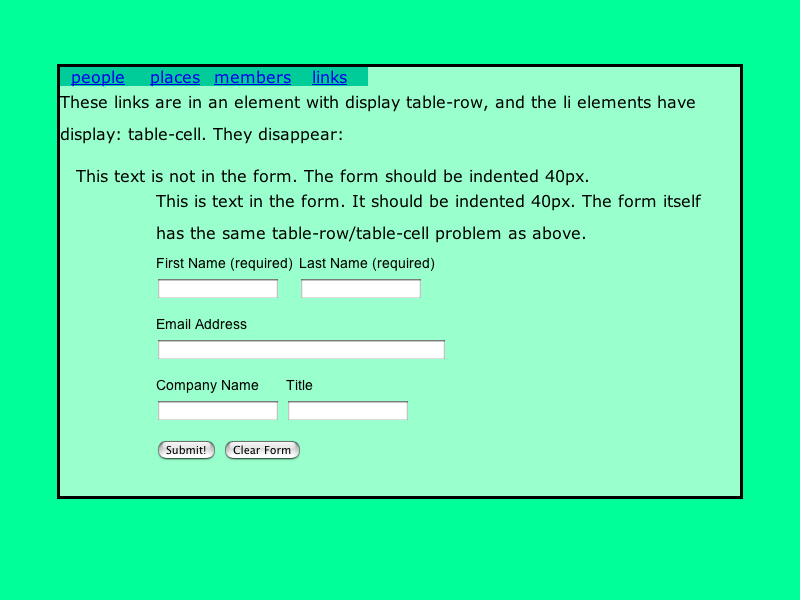 people places members links
These links are in an element with display table-row, and the li elements have
display: table-cell. They disappear:
This text is not in the form. The form should be indented 40px.
This is text in the form. It should be indented 40px. The form itself
has the same table-row/table-cell problem as above.
First Name (required) Last Name (required)
Email Address
Company Name Title
Submit! Clear Form